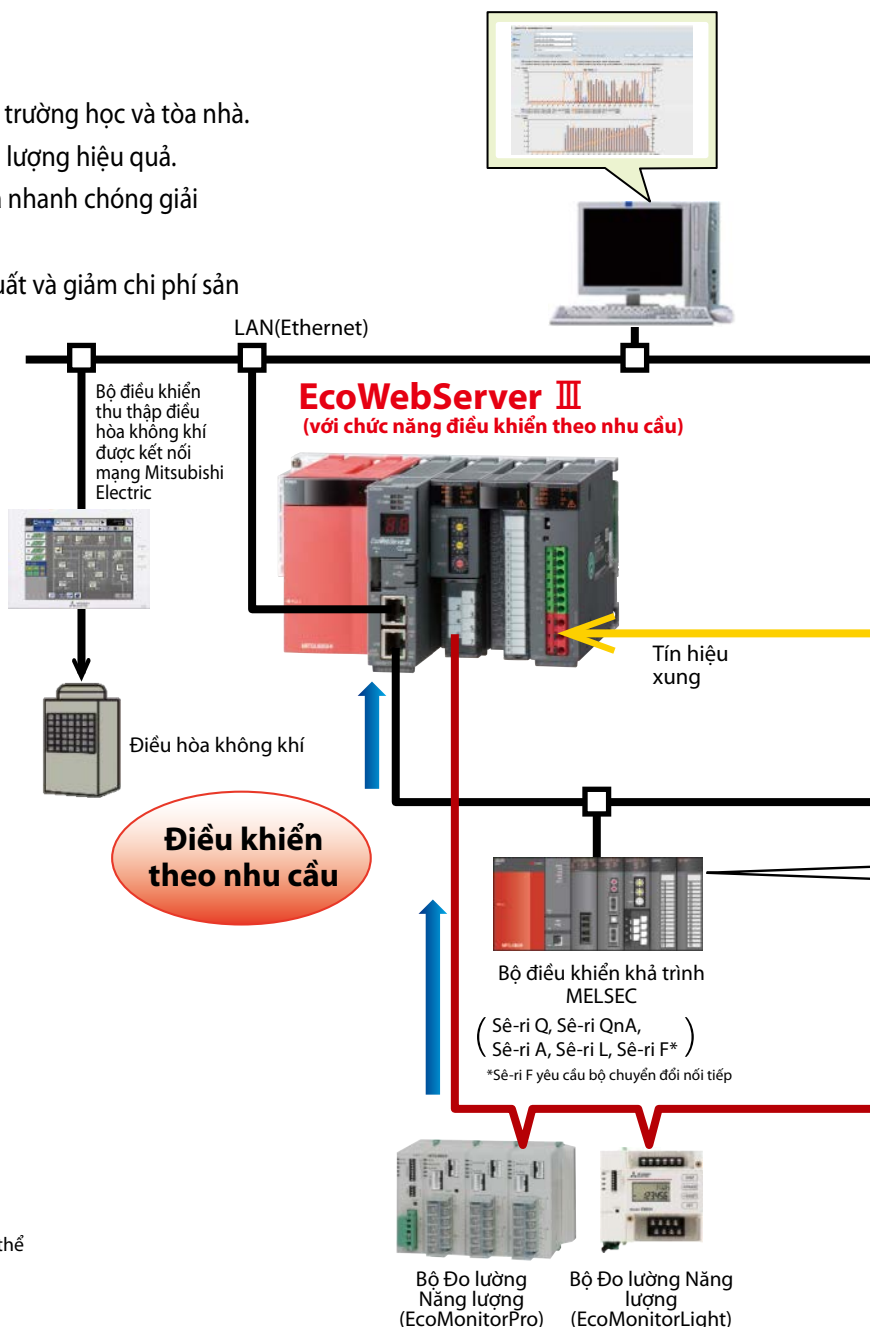 trường học và tòa nhà.
lượng hiệu quả.
nhanh chóng giải
uất và giảm chi phí sản
LAN(Ethernet)
Bộ điều khiển
thu thập điều
hòa không khí
được kết nối
mạng Mitsubishi
Electric
EcoWebServer Ⅲ
(với chức năng điều khiển theo nhu cầu)
Tín hiệu
xung
Điều hòa không khí
Điều khiển
theo nhu cầu
Bộ điều khiển khả trình
MELSEC
(Sê-ri Q, Sê-ri QnA,
Sê-ri A, Sê-ri L, Sê-ri F*)
*Sê-ri F yêu cầu bộ chuyển đổi nối tiếp
thể
Bộ Đo lường
Năng lượng
(EcoMonitorPro)
Bộ Đo lường Năng
lượng
(EcoMonitorLight)